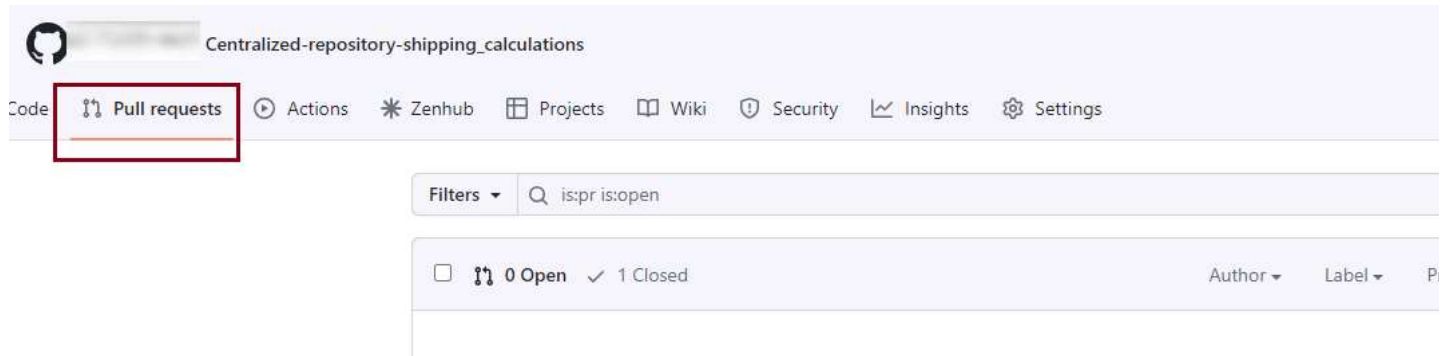 Centralized-repository-shipping_calculations
Code Pull requests Actions Zenhub Projects Wiki Security Insights Settings
Filters is:pr is:open
0 Open 1 Closed Author Label